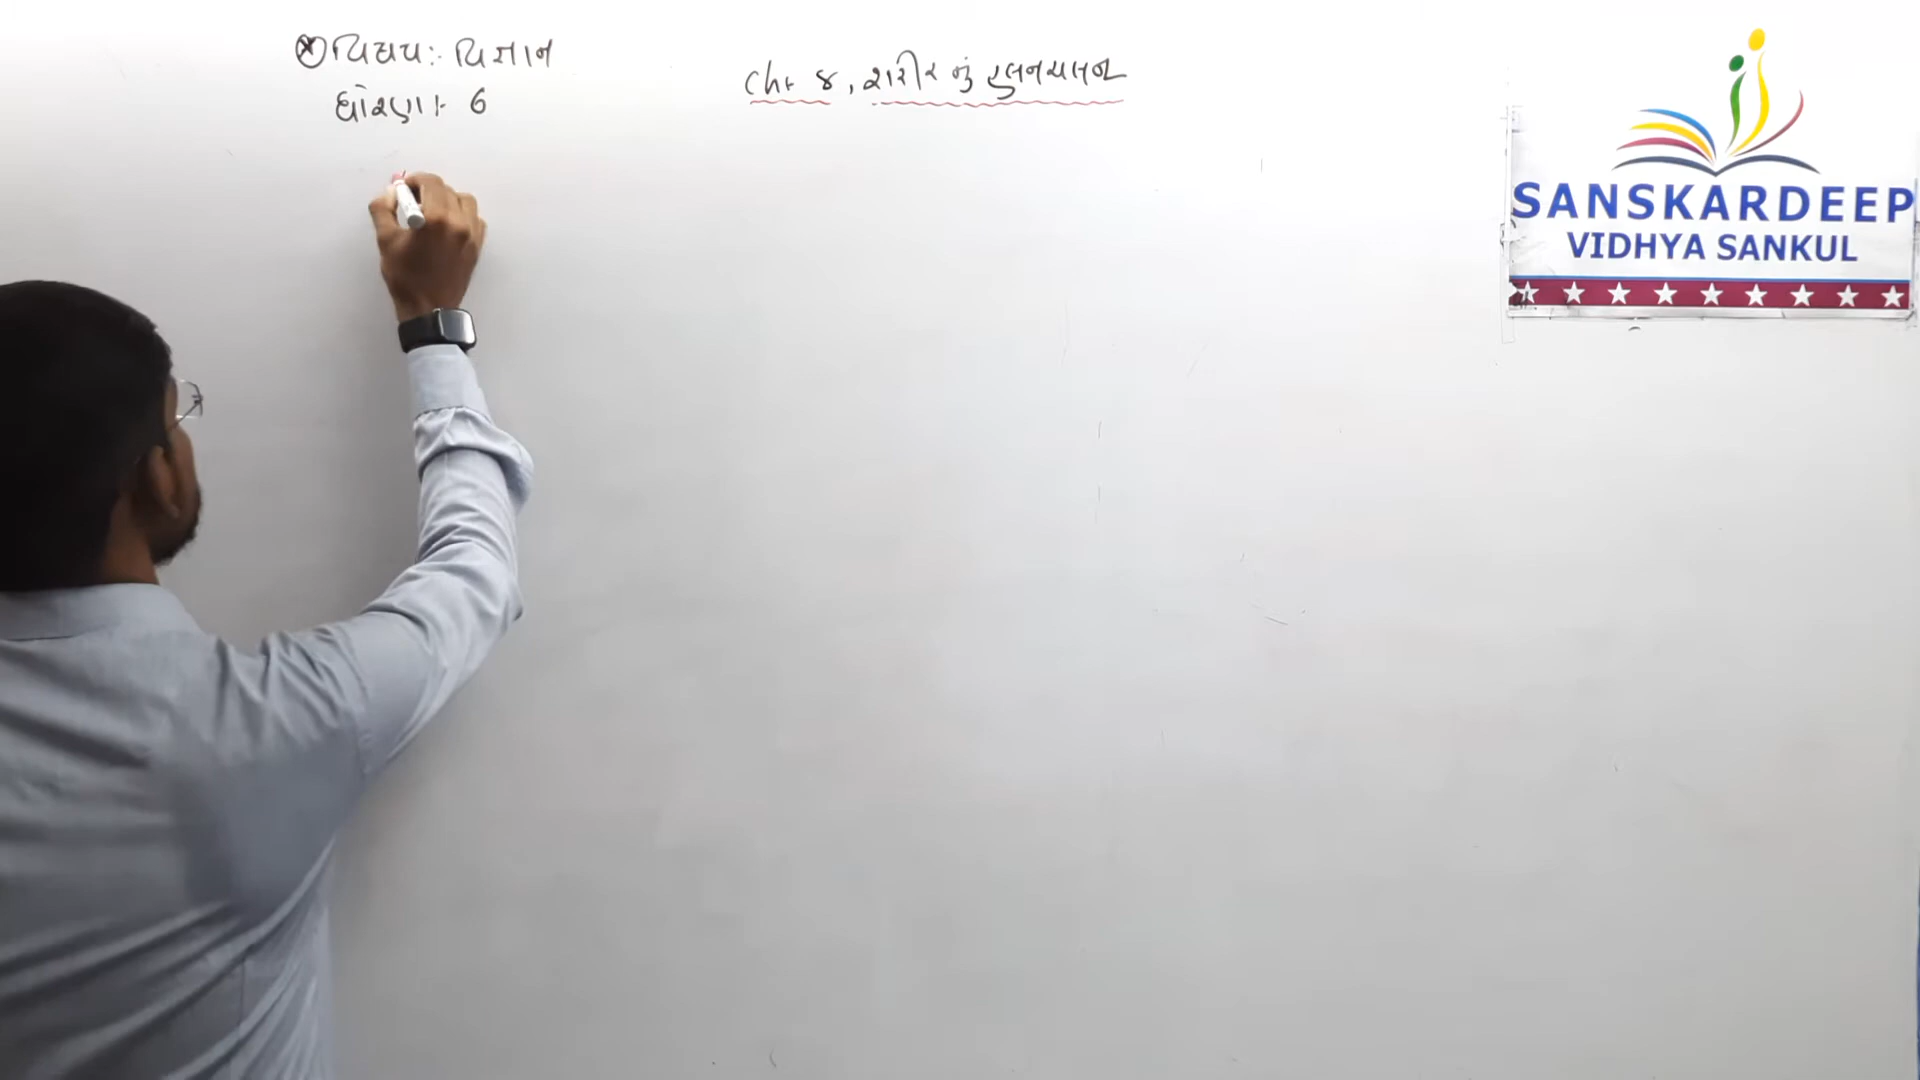 વિષય:- વિજ્ઞાન
ધોરણ :- 6
Ch:- 8, શરીર નું હલનચલન
SANSKARDEEP
VIDHYA SANKUL